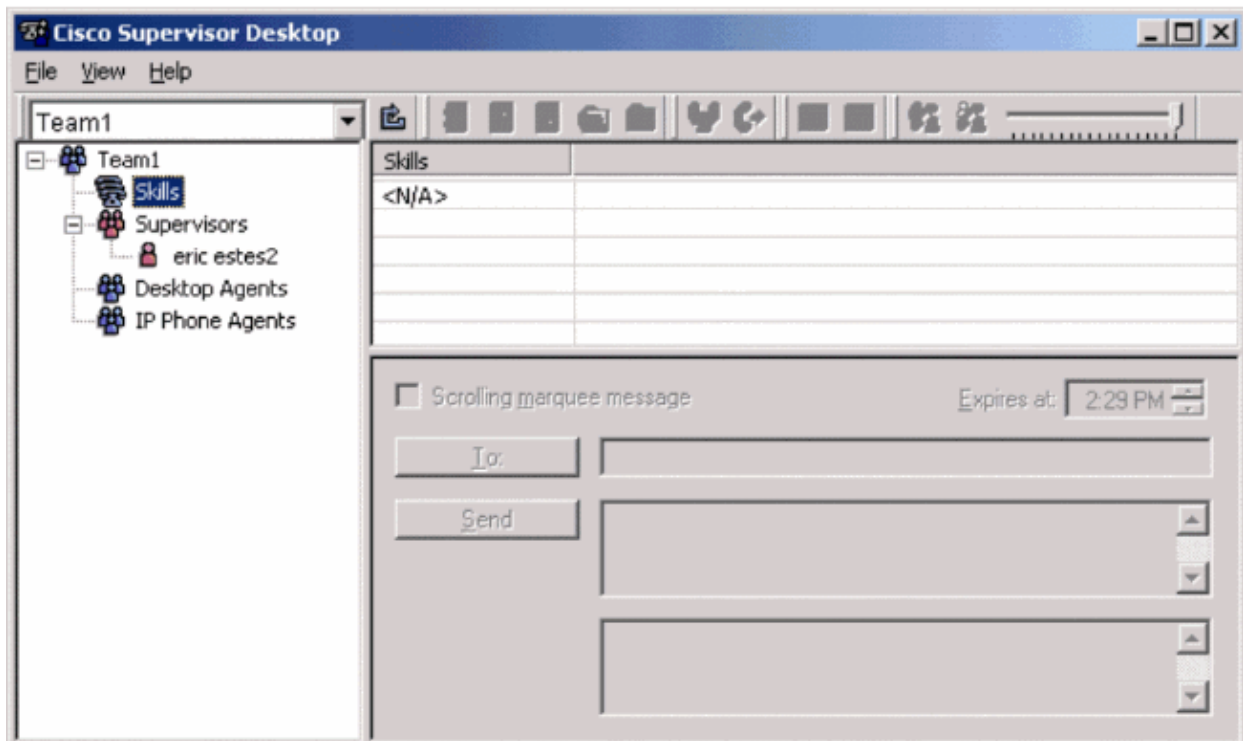 Cisco Supervisor Desktop
File View Help
Team1
Team1
Skills
Supervisors
eric estes2
Desktop Agents
IP Phone Agents
Skills
<N/A>
Scrolling marquee message
Expires at: 2:29 PM
To:
Send